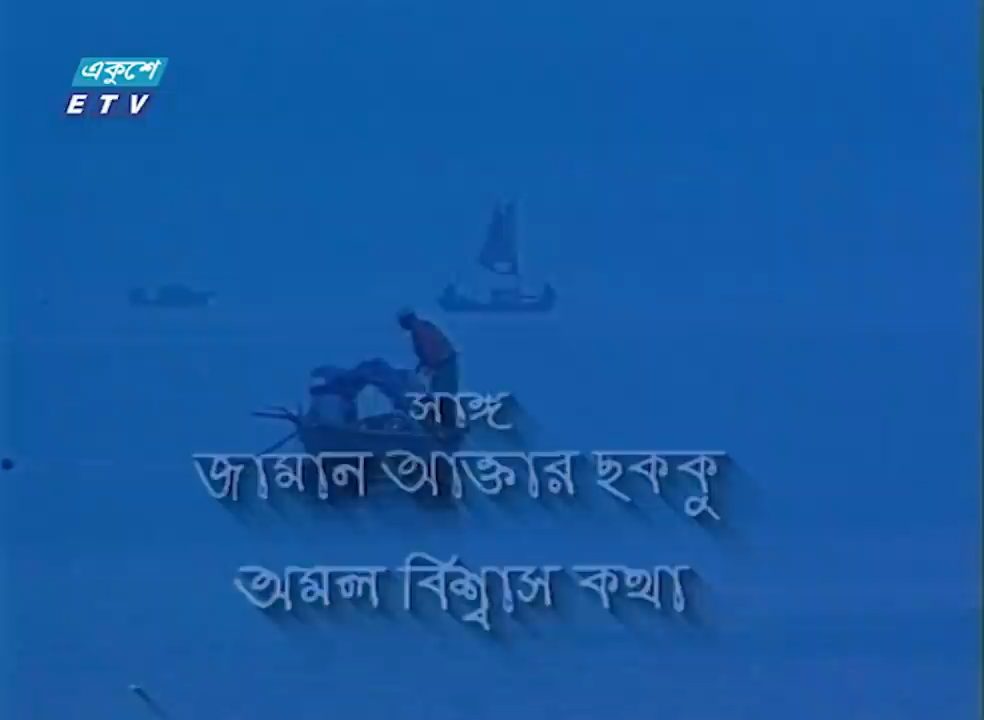 একুশে
ETV
সাঙ্গ
জামান আক্তার ছককু
অমল বিশ্বাস কথা